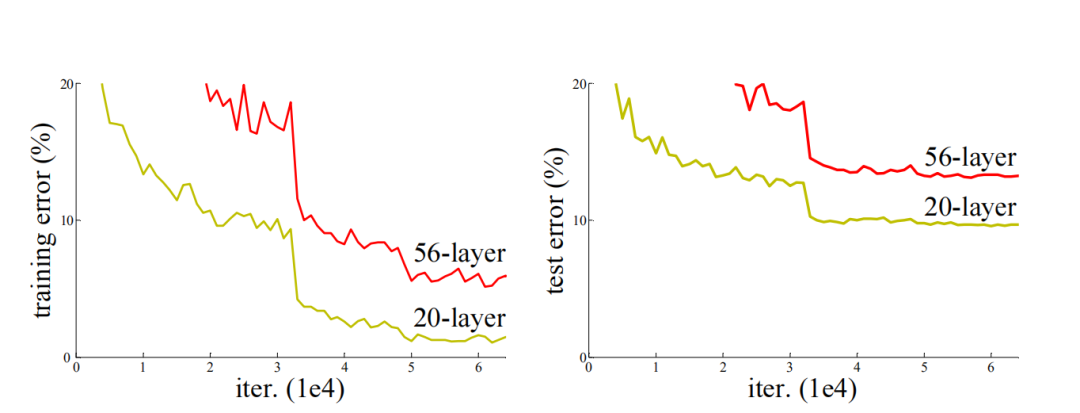 training error (%)
20
10
0
56-layer
20-layer
0 1 2 3 4 5 6
iter. (1e4)
test error (%)
20
10
0
56-layer
20-layer
0 1 2 3 4 5 6
iter. (1e4)